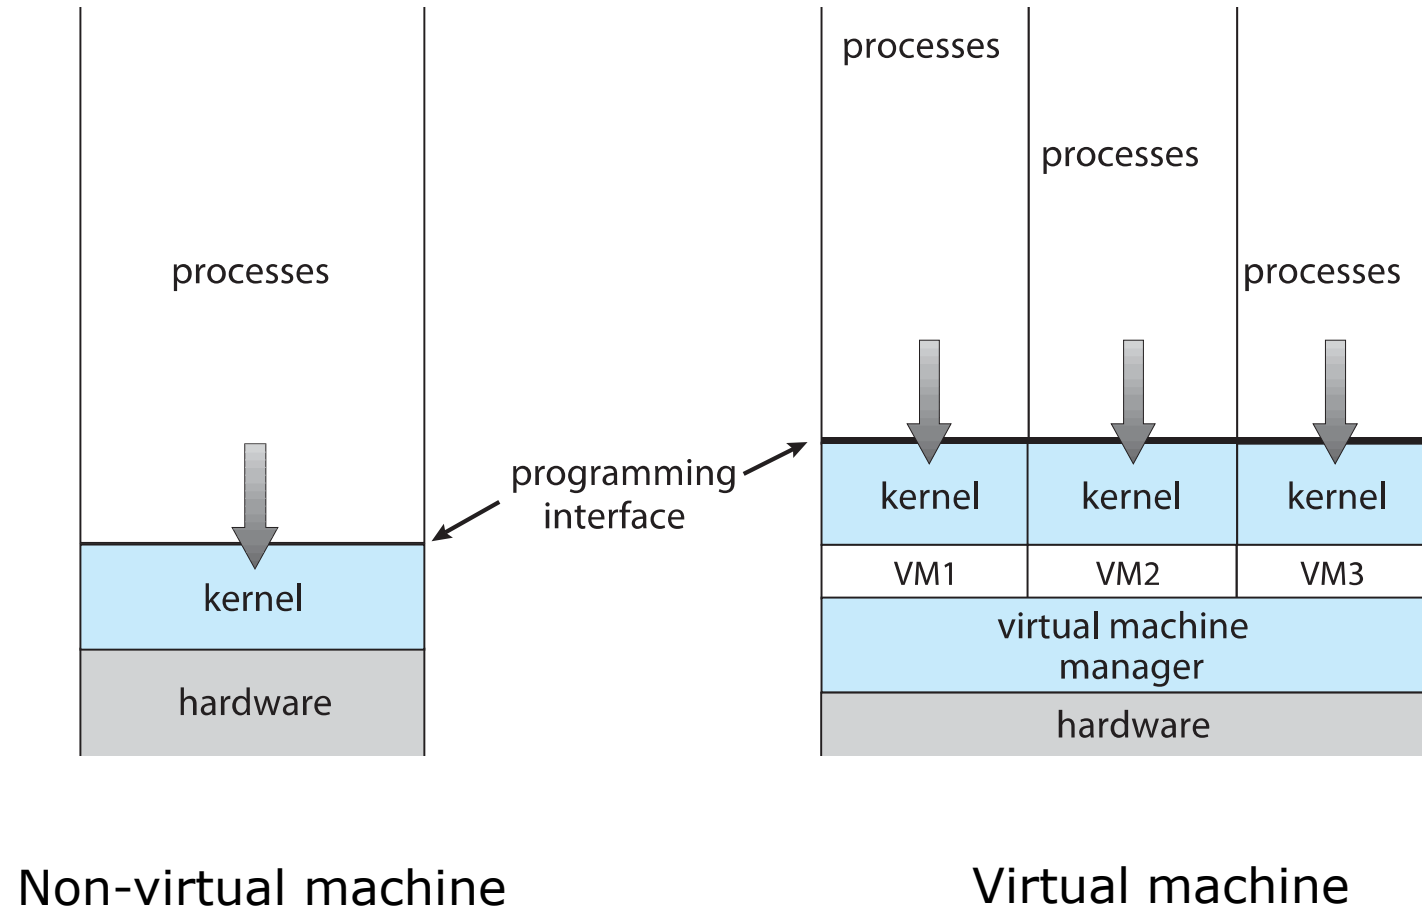 processes
kernel
hardware
programming
interface
processes
processes
processes
kernel
kernel
kernel
VM1
VM2
VM3
virtual machine
manager
hardware
Non-virtual machine
Virtual machine